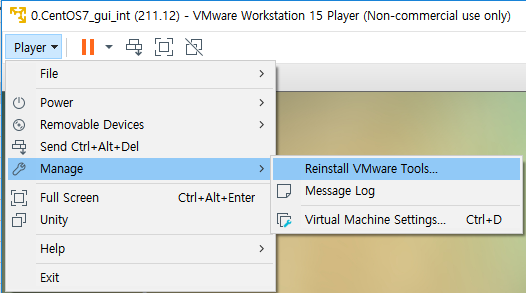 0.CentOS7_gui_int (211.12) - VMware Workstation 15 Player (Non-commercial use only)
Player
File
Power
Removable Devices
Send Ctrl+Alt+Del
Manage
Reinstall VMware Tools...
Message Log
Full Screen Ctrl+Alt+Enter
Unity
Virtual Machine Settings... Ctrl+D
Help
Exit